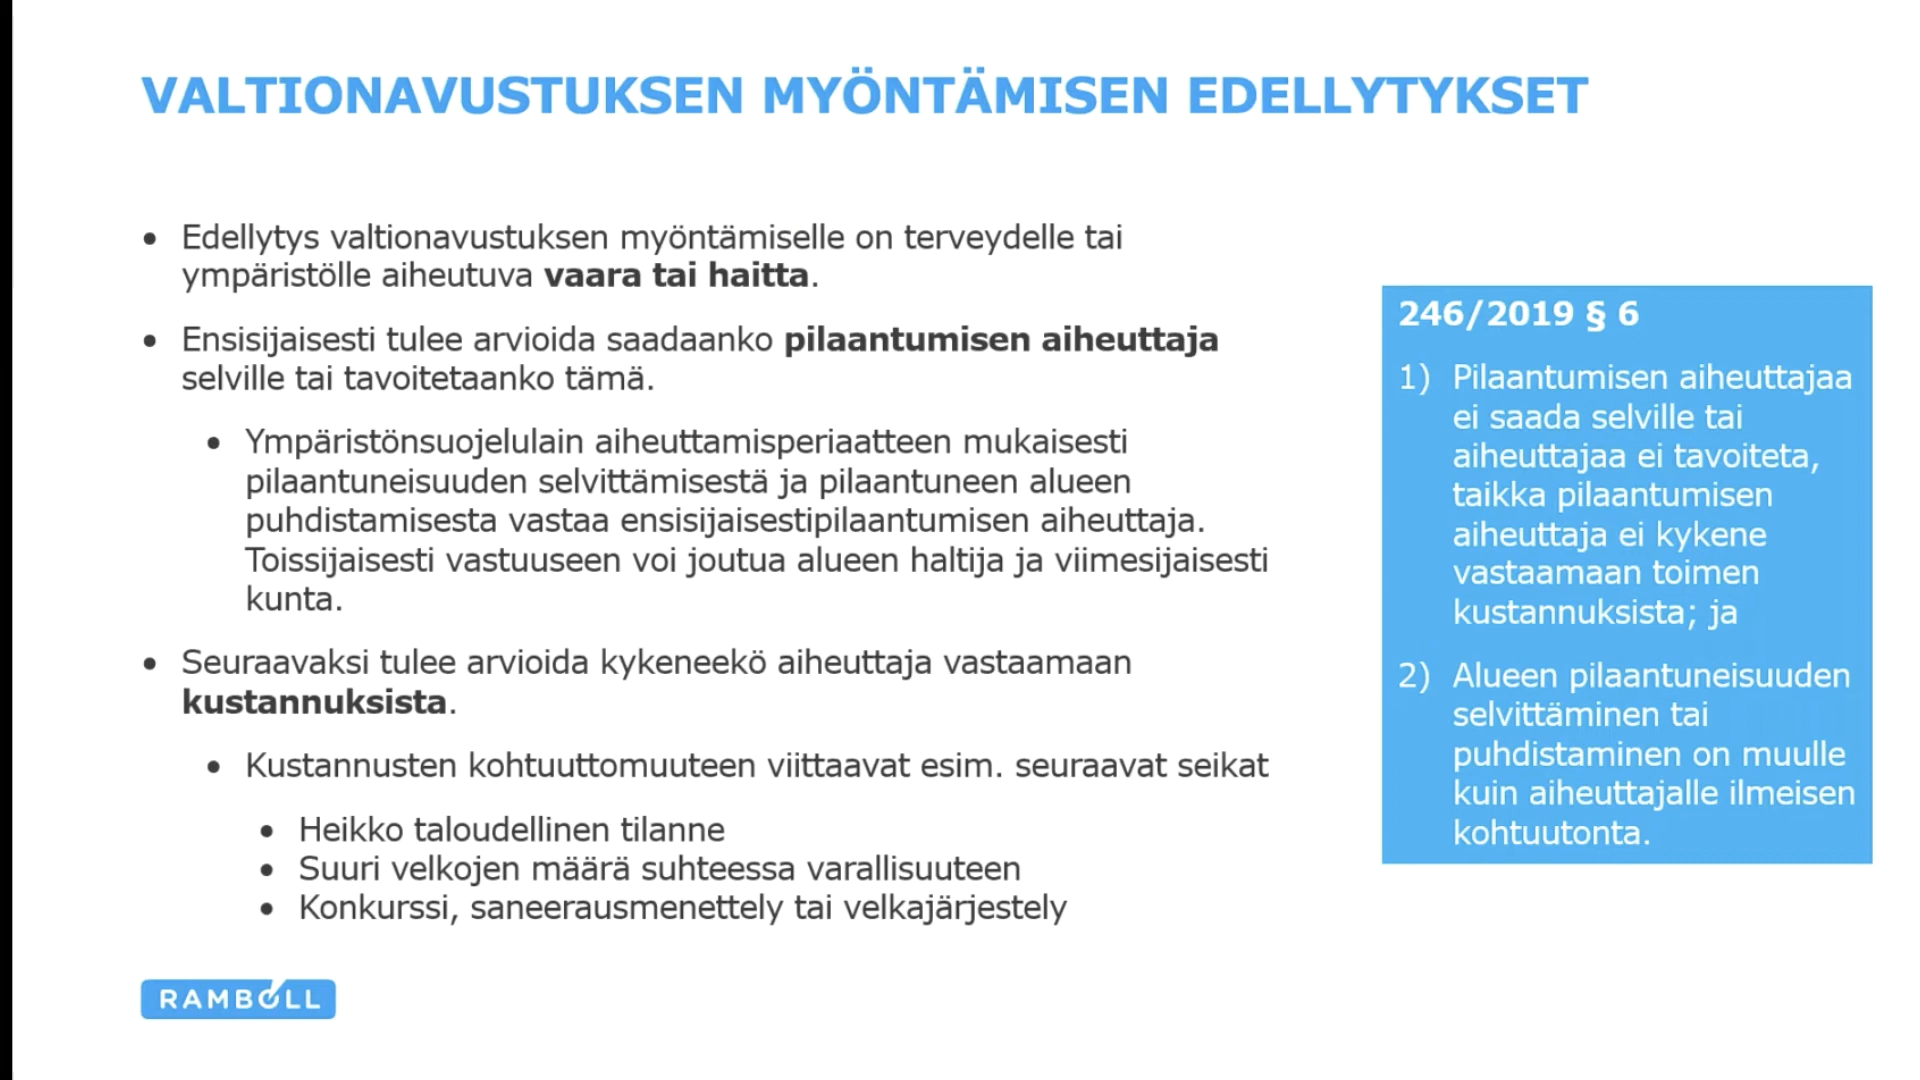 VALTIONAVUSTUKSEN MYÖNTÄMISEN EDELLYTYKSET
• Edellytys valtionavustuksen myöntämiselle on terveydelle tai
ympäristölle aiheutuva vaara tai haitta.
• Ensisijaisesti tulee arvioida saadaanko pilaantumisen aiheuttaja
selville tai tavoitetaanko tämä.
• Ympäristönsuojelulain aiheuttamisperiaatteen mukaisesti
pilaantuneisuuden selvittämisestä ja pilaantuneen alueen
puhdistamisesta vastaa ensisijaisestipilaantumisen aiheuttaja.
Toissijaisesti vastuuseen voi joutua alueen haltija ja viimesijaisesti
kunta.
• Seuraavaksi tulee arvioida kykeneekö aiheuttaja vastaamaan
kustannuksista.
• Kustannusten kohtuuttomuuteen viittaavat esim. seuraavat seikat
• Heikko taloudellinen tilanne
• Suuri velkojen määrä suhteessa varallisuuteen
• Konkurssi, saneerausmenettely tai velkajärjestely
246/2019 § 6
1) Pilaantumisen aiheuttajaa
ei saada selville tai
aiheuttajaa ei tavoiteta,
taikka pilaantumisen
aiheuttaja ei kykene
vastaamaan toimen
kustannuksista; ja
2) Alueen pilaantuneisuuden
selvittäminen tai
puhdistaminen on muulle
kuin aiheuttajalle ilmeisen
kohtuutonta.
RAMBOLL